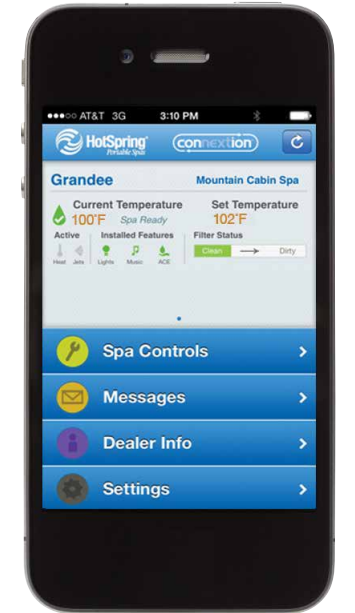 AT&T 3G 3:10 PM
HotSpring®
Portable Spas
connextion
Grandee
Mountain Cabin Spa
Current Temperature
100°F Spa Ready
Set Temperature
102°F
Active
Heat Jets
Installed Features
Lights Music ACE
Filter Status
Clean Dirty
Spa Controls
Messages
Dealer Info
Settings